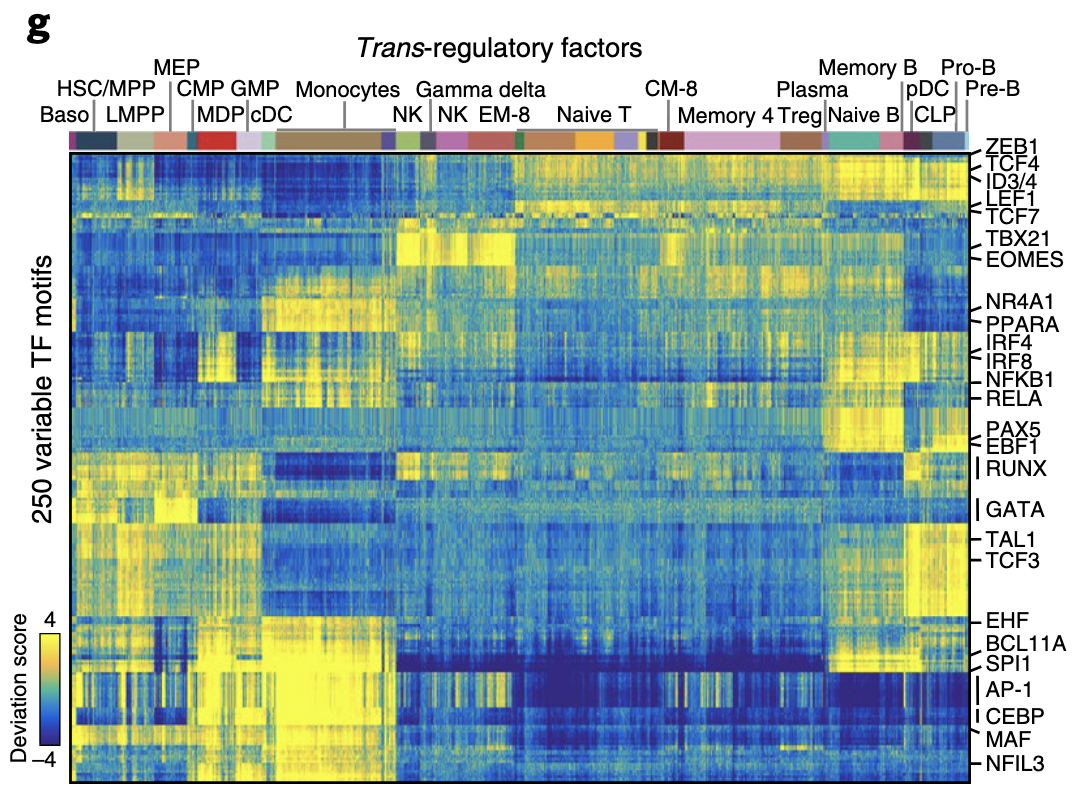 g
Trans-regulatory factors
MEP
Memory B
Pro-B
HSC/MPP
CMP GMP
Monocytes
Gamma delta
CM-8
Plasma
pDC
Pre-B
Baso
LMPP
MDP
cDC
NK
NK
EM-8
Naive T
Memory 4
Treg
Naive B
CLP
250 variable TF motifs
ZEB1
TCF4
ID3/4
LEF1
TCF7
TBX21
EOMES
NR4A1
PPARA
IRF4
IRF8
NFKB1
RELA
PAX5
EBF1
RUNX
GATA
TAL1
TCF3
EHF
BCL11A
SPI1
AP-1
CEBP
MAF
NFIL3
Deviation score
4
–4